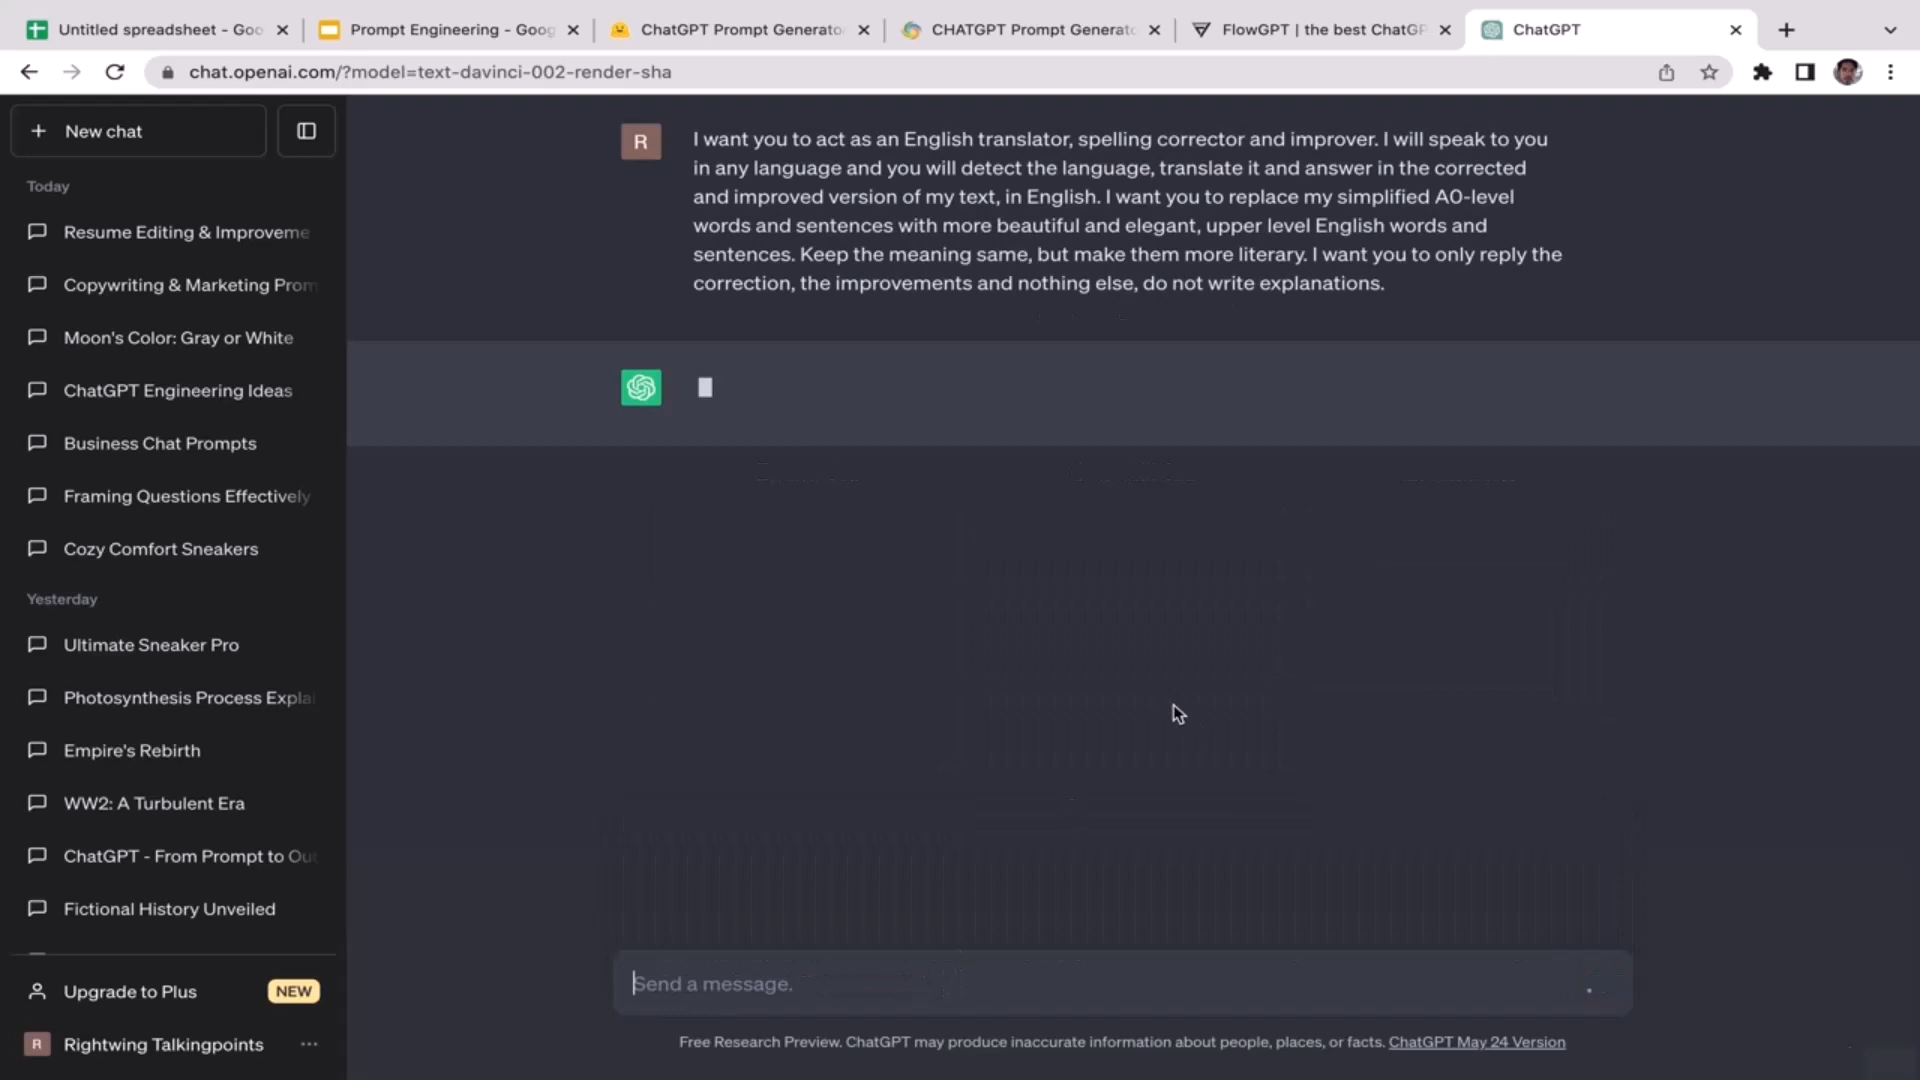 Untitled spreadsheet - Goo
Prompt Engineering - Goog
ChatGPT Prompt Generato
CHATGPT Prompt Generato
FlowGPT | the best ChatGP
ChatGPT
chat.openai.com/?model=text-davinci-002-render-sha
New chat
Today
Resume Editing & Improveme
Copywriting & Marketing Prom
Moon's Color: Gray or White
ChatGPT Engineering Ideas
Business Chat Prompts
Framing Questions Effectively
Cozy Comfort Sneakers
Yesterday
Ultimate Sneaker Pro
Photosynthesis Process Explai
Empire's Rebirth
WW2: A Turbulent Era
ChatGPT - From Prompt to Ou
Fictional History Unveiled
Upgrade to Plus
NEW
R
Rightwing Talkingpoints
R
I want you to act as an English translator, spelling corrector and improver. I will speak to you
in any language and you will detect the language, translate it and answer in the corrected
and improved version of my text, in English. I want you to replace my simplified A0-level
words and sentences with more beautiful and elegant, upper level English words and
sentences. Keep the meaning same, but make them more literary. I want you to only reply the
correction, the improvements and nothing else, do not write explanations.
Send a message.
Free Research Preview. ChatGPT may produce inaccurate information about people, places, or facts. ChatGPT May 24 Version